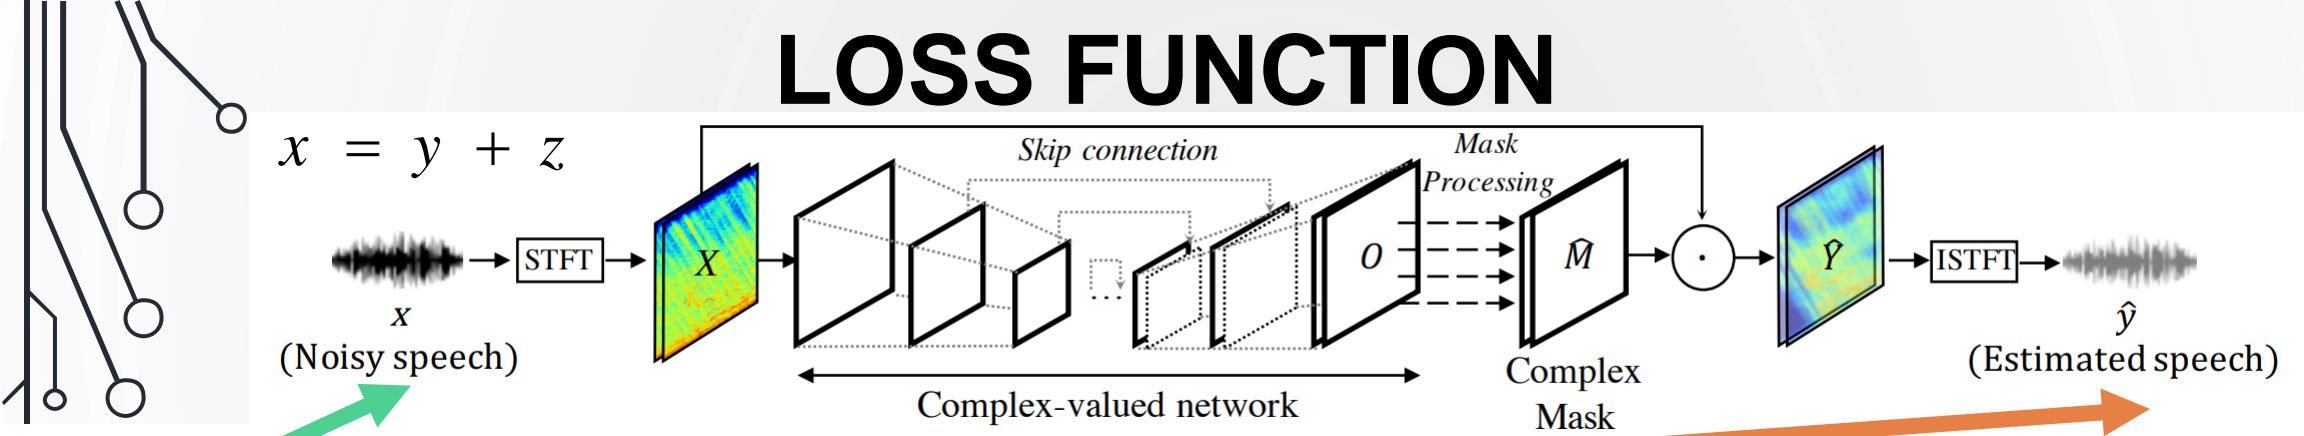 LOSS FUNCTION
x = y + z
Skip connection
Mask
Processing
STFT
X
...
O
M̂
·
Ŷ
ISTFT
x
(Noisy speech)
ŷ
(Estimated speech)
Complex-valued network
Complex
Mask